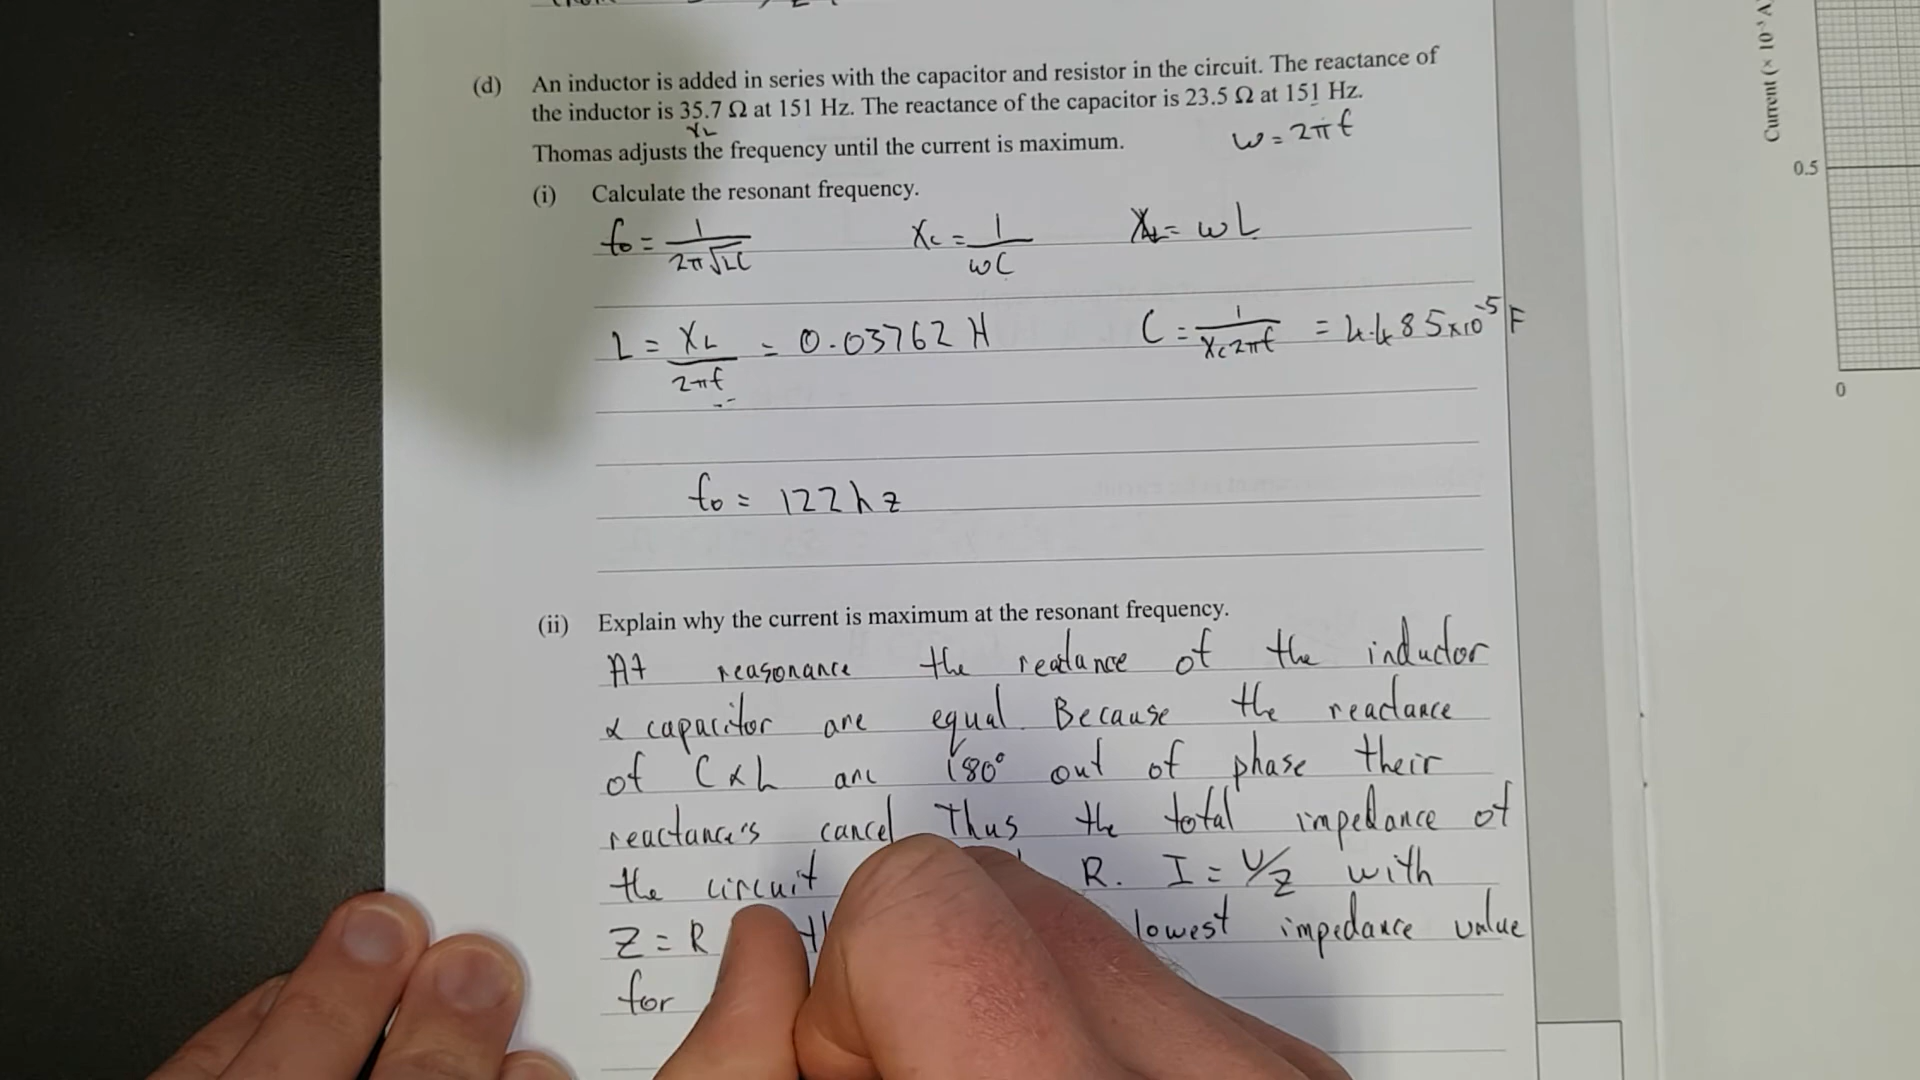 (d) An inductor is added in series with the capacitor and resistor in the circuit. The reactance of
the inductor is 35.7 Ω at 151 Hz. The reactance of the capacitor is 23.5 Ω at 151 Hz.
XL
ω = 2πf
Thomas adjusts the frequency until the current is maximum.
(i) Calculate the resonant frequency.
f₀ = 1/(2π√LC) Xc = 1/(ωC) XL = ωL
L = XL/(2πf) = 0.03762 H C = 1/(Xc2πf) = 4.485x10⁻⁵ F
f₀ = 122hz
(ii) Explain why the current is maximum at the resonant frequency.
At reasonance the reatance of the inductor
& capacitor are equal. Because the reactance
of C & L are 180° out of phase their
reactance's cancel Thus the total impedance of
the circuit R. I = V/Z with
Z = R lowest impedance value
for
Current (× 10⁻³ A
0.5
0